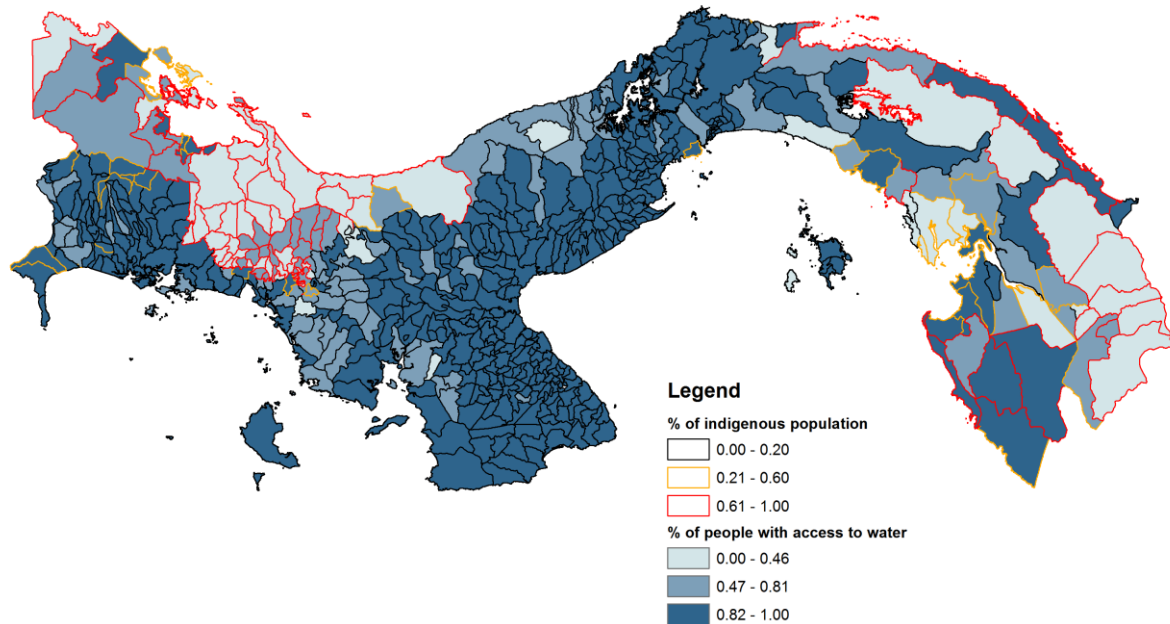 Legend
% of indigenous population
0.00 - 0.20
0.21 - 0.60
0.61 - 1.00
% of people with access to water
0.00 - 0.46
0.47 - 0.81
0.82 - 1.00